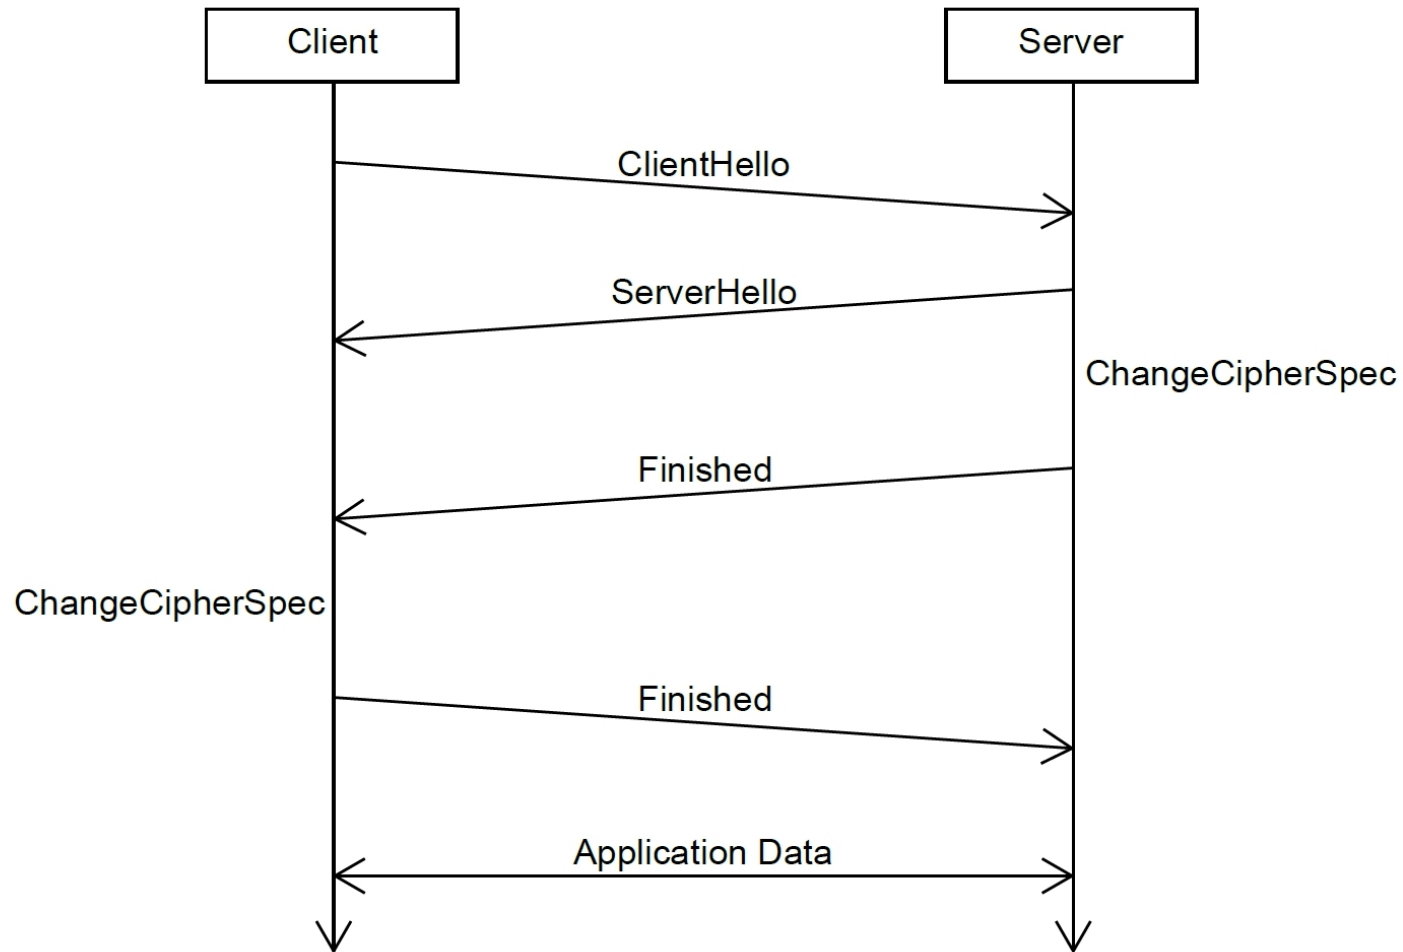 Client
Server
ClientHello
ServerHello
ChangeCipherSpec
Finished
ChangeCipherSpec
Finished
Application Data